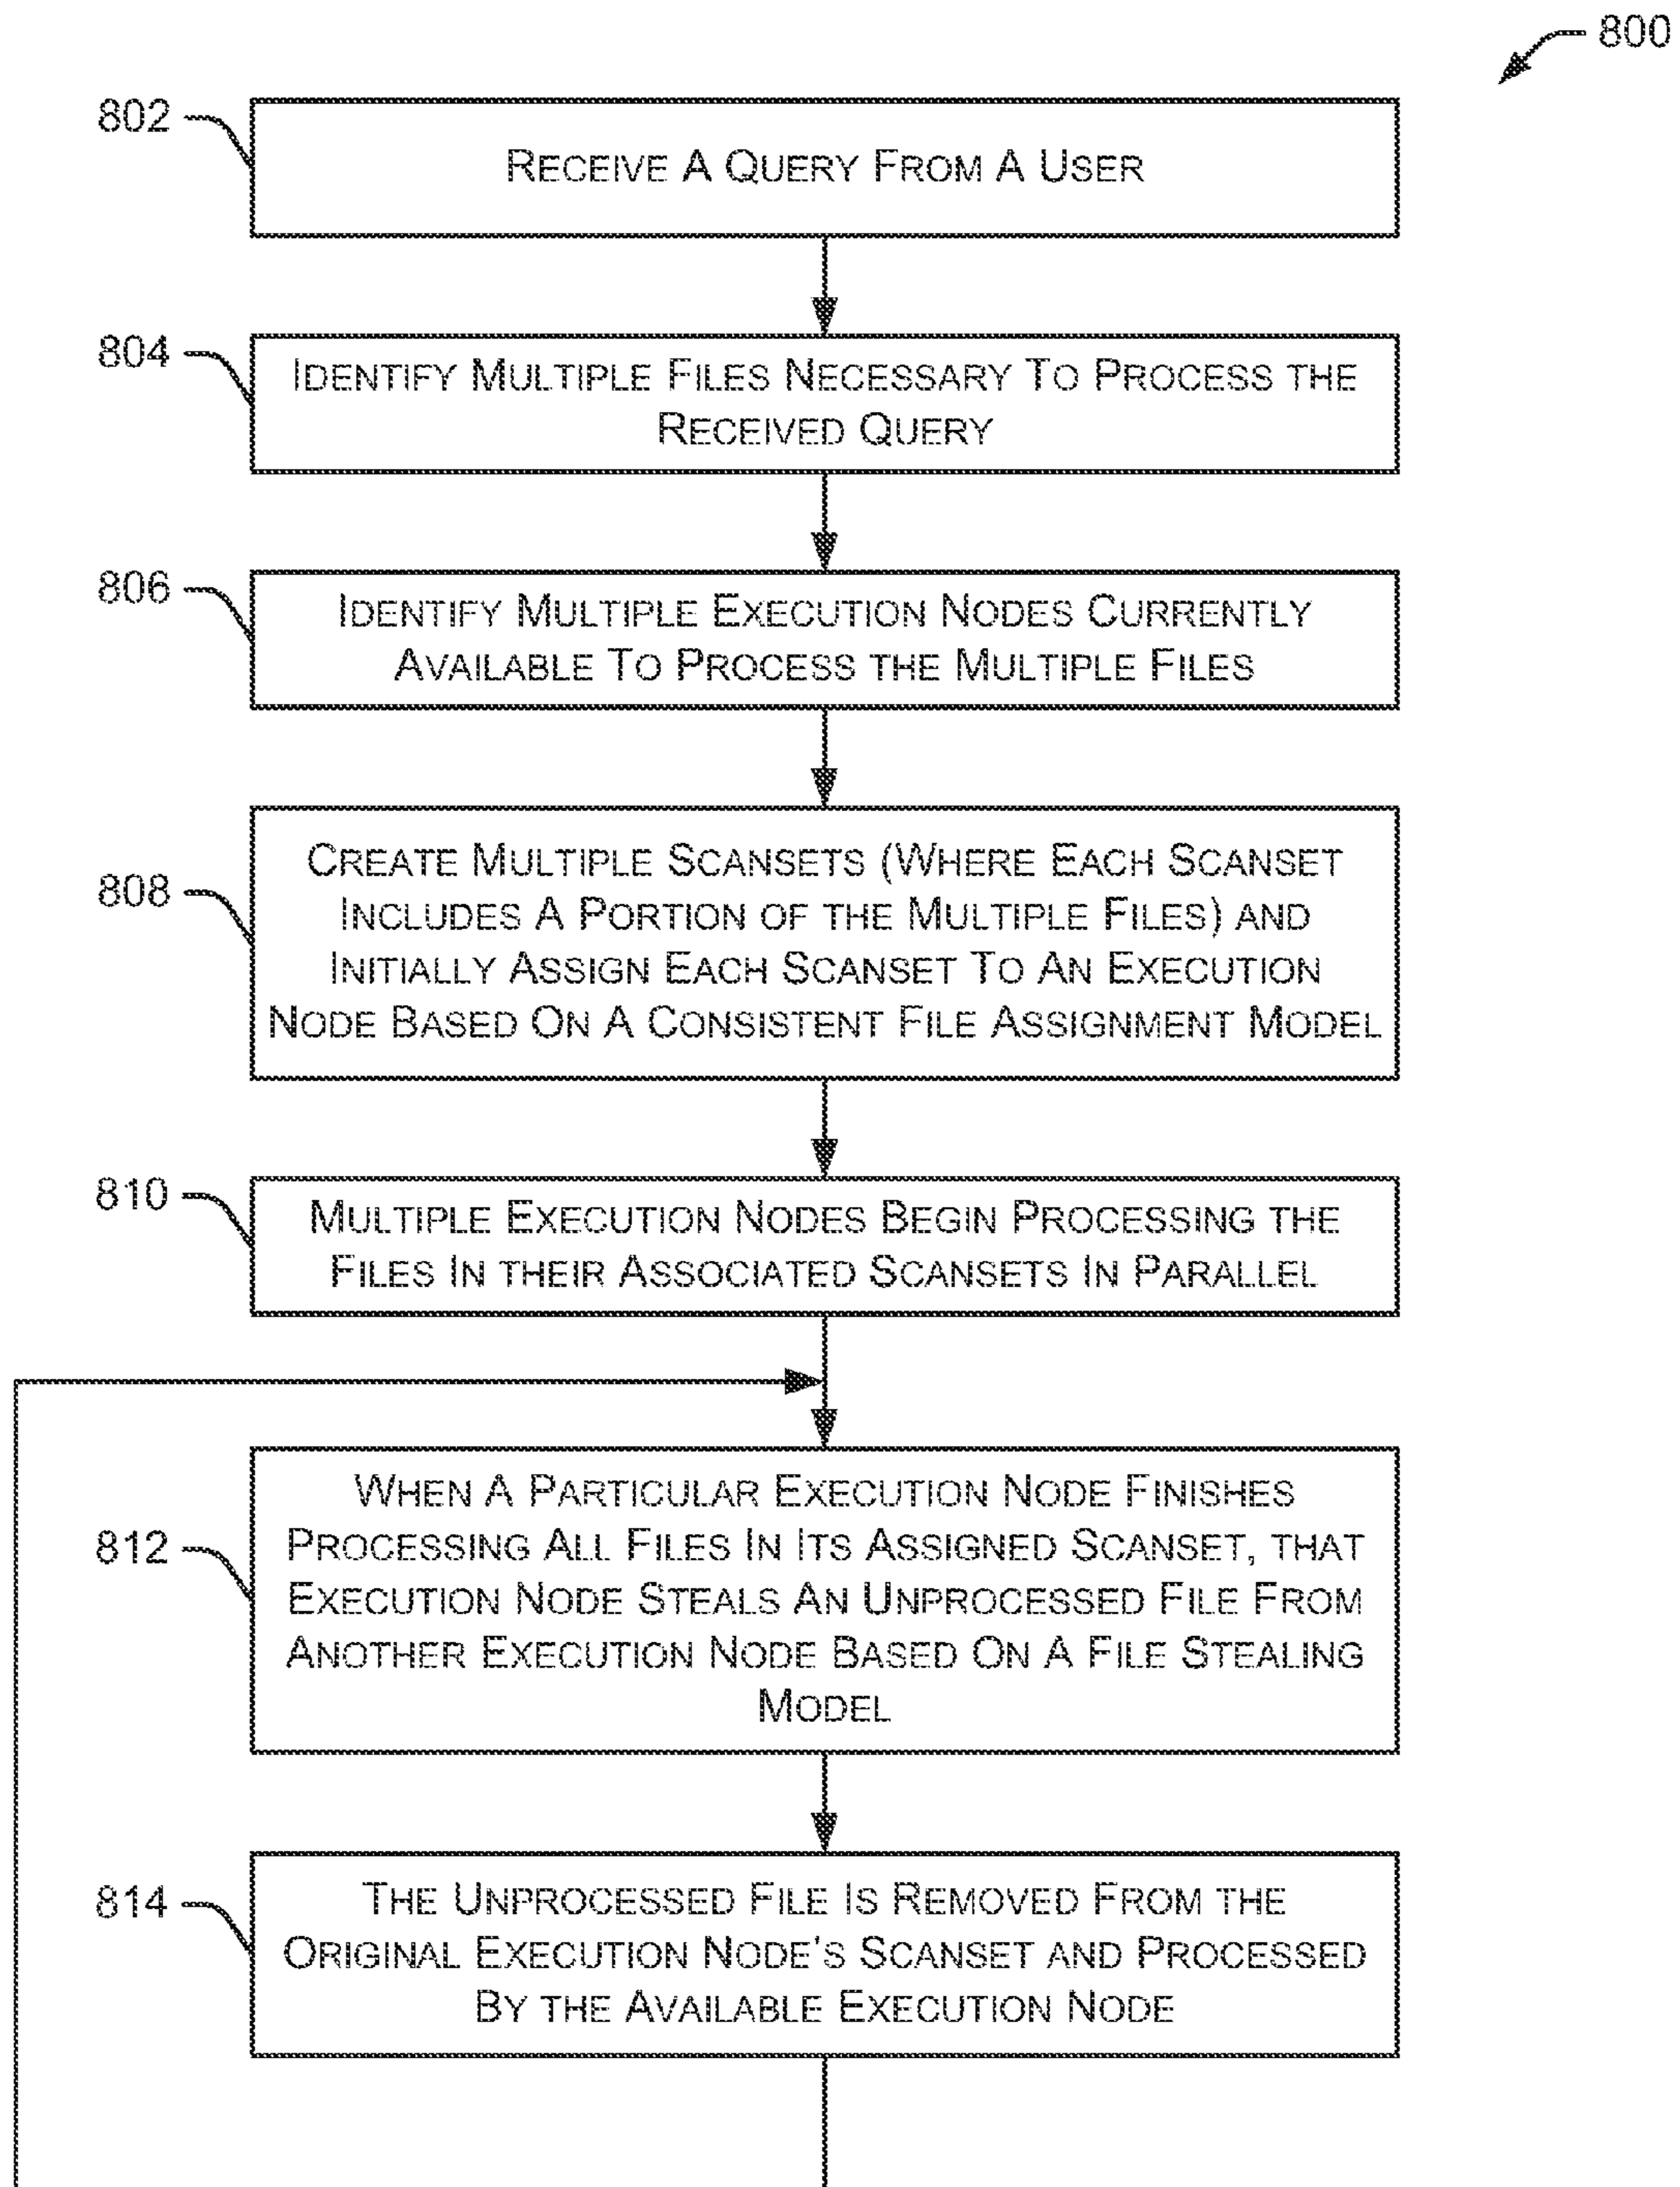 800
802
RECEIVE A QUERY FROM A USER
804
IDENTIFY MULTIPLE FILES NECESSARY TO PROCESS THE
RECEIVED QUERY
806
IDENTIFY MULTIPLE EXECUTION NODES CURRENTLY
AVAILABLE TO PROCESS THE MULTIPLE FILES
808
CREATE MULTIPLE SCANSETS (WHERE EACH SCANSET
INCLUDES A PORTION OF THE MULTIPLE FILES) AND
INITIALLY ASSIGN EACH SCANSET TO AN EXECUTION
NODE BASED ON A CONSISTENT FILE ASSIGNMENT MODEL
810
MULTIPLE EXECUTION NODES BEGIN PROCESSING THE
FILES IN THEIR ASSOCIATED SCANSETS IN PARALLEL
812
WHEN A PARTICULAR EXECUTION NODE FINISHES
PROCESSING ALL FILES IN ITS ASSIGNED SCANSET, THAT
EXECUTION NODE STEALS AN UNPROCESSED FILE FROM
ANOTHER EXECUTION NODE BASED ON A FILE STEALING
MODEL
814
THE UNPROCESSED FILE IS REMOVED FROM THE
ORIGINAL EXECUTION NODE'S SCANSET AND PROCESSED
BY THE AVAILABLE EXECUTION NODE